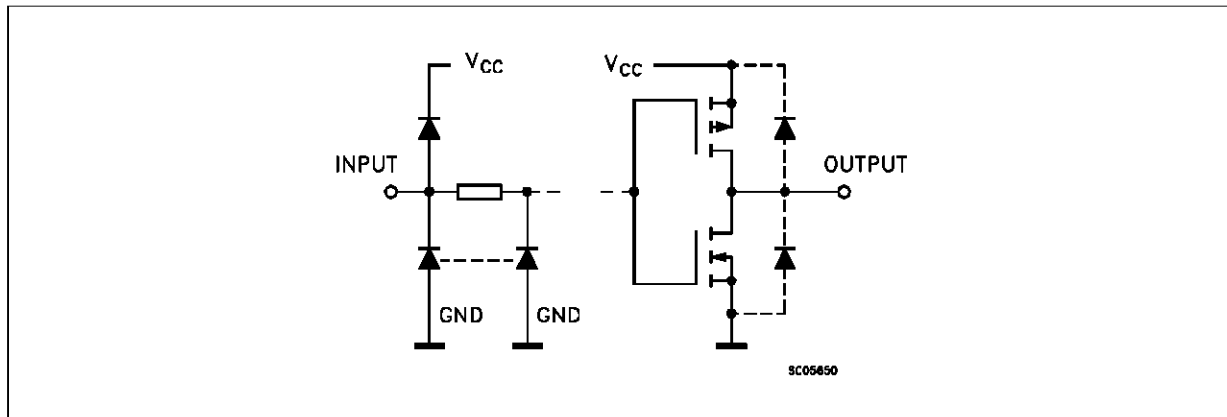 VCC
VCC
INPUT
OUTPUT
GND
GND
SC05650